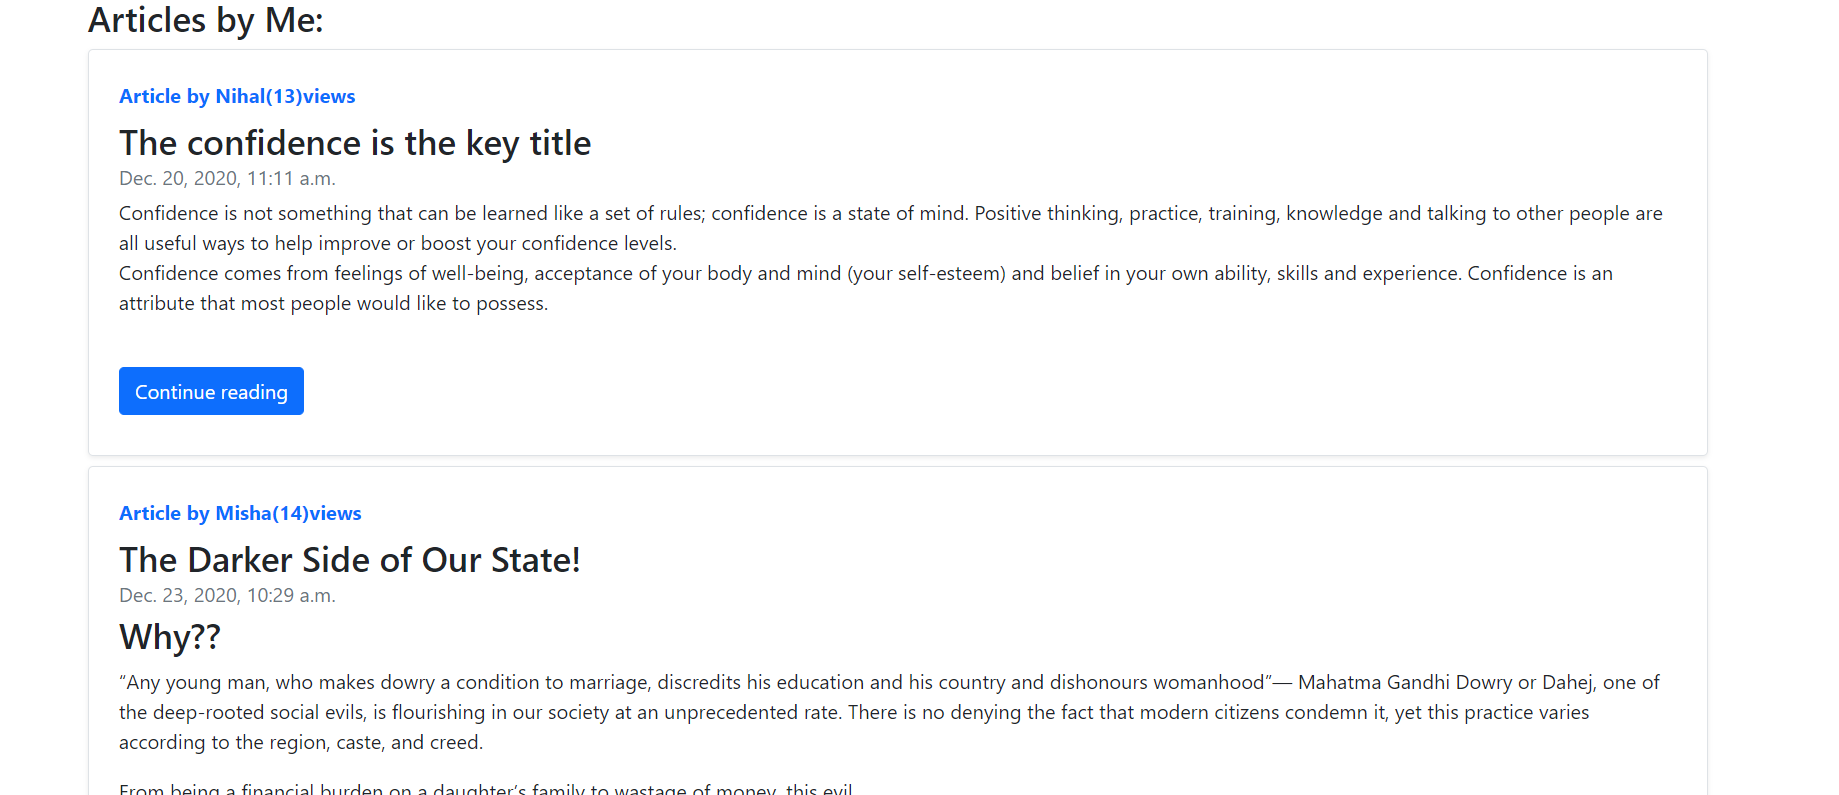 Articles by Me:
Article by Nihal(13)views
The confidence is the key title
Dec. 20, 2020, 11:11 a.m.
Confidence is not something that can be learned like a set of rules; confidence is a state of mind. Positive thinking, practice, training, knowledge and talking to other people are
all useful ways to help improve or boost your confidence levels.
Confidence comes from feelings of well-being, acceptance of your body and mind (your self-esteem) and belief in your own ability, skills and experience. Confidence is an
attribute that most people would like to possess.
Continue reading
Article by Misha(14)views
The Darker Side of Our State!
Dec. 23, 2020, 10:29 a.m.
Why??
“Any young man, who makes dowry a condition to marriage, discredits his education and his country and dishonours womanhood”— Mahatma Gandhi Dowry or Dahej, one of
the deep-rooted social evils, is flourishing in our society at an unprecedented rate. There is no denying the fact that modern citizens condemn it, yet this practice varies
according to the region, caste, and creed.
From being a financial burden on a daughter’s family to wastage of money, this evil